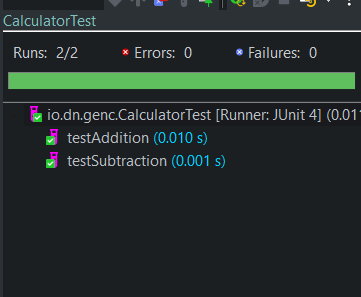 CalculatorTest
Runs: 2/2 Errors: 0 Failures: 0
io.dn.genc.CalculatorTest [Runner: JUnit 4] (0.011
testAddition (0.010 s)
testSubtraction (0.001 s)